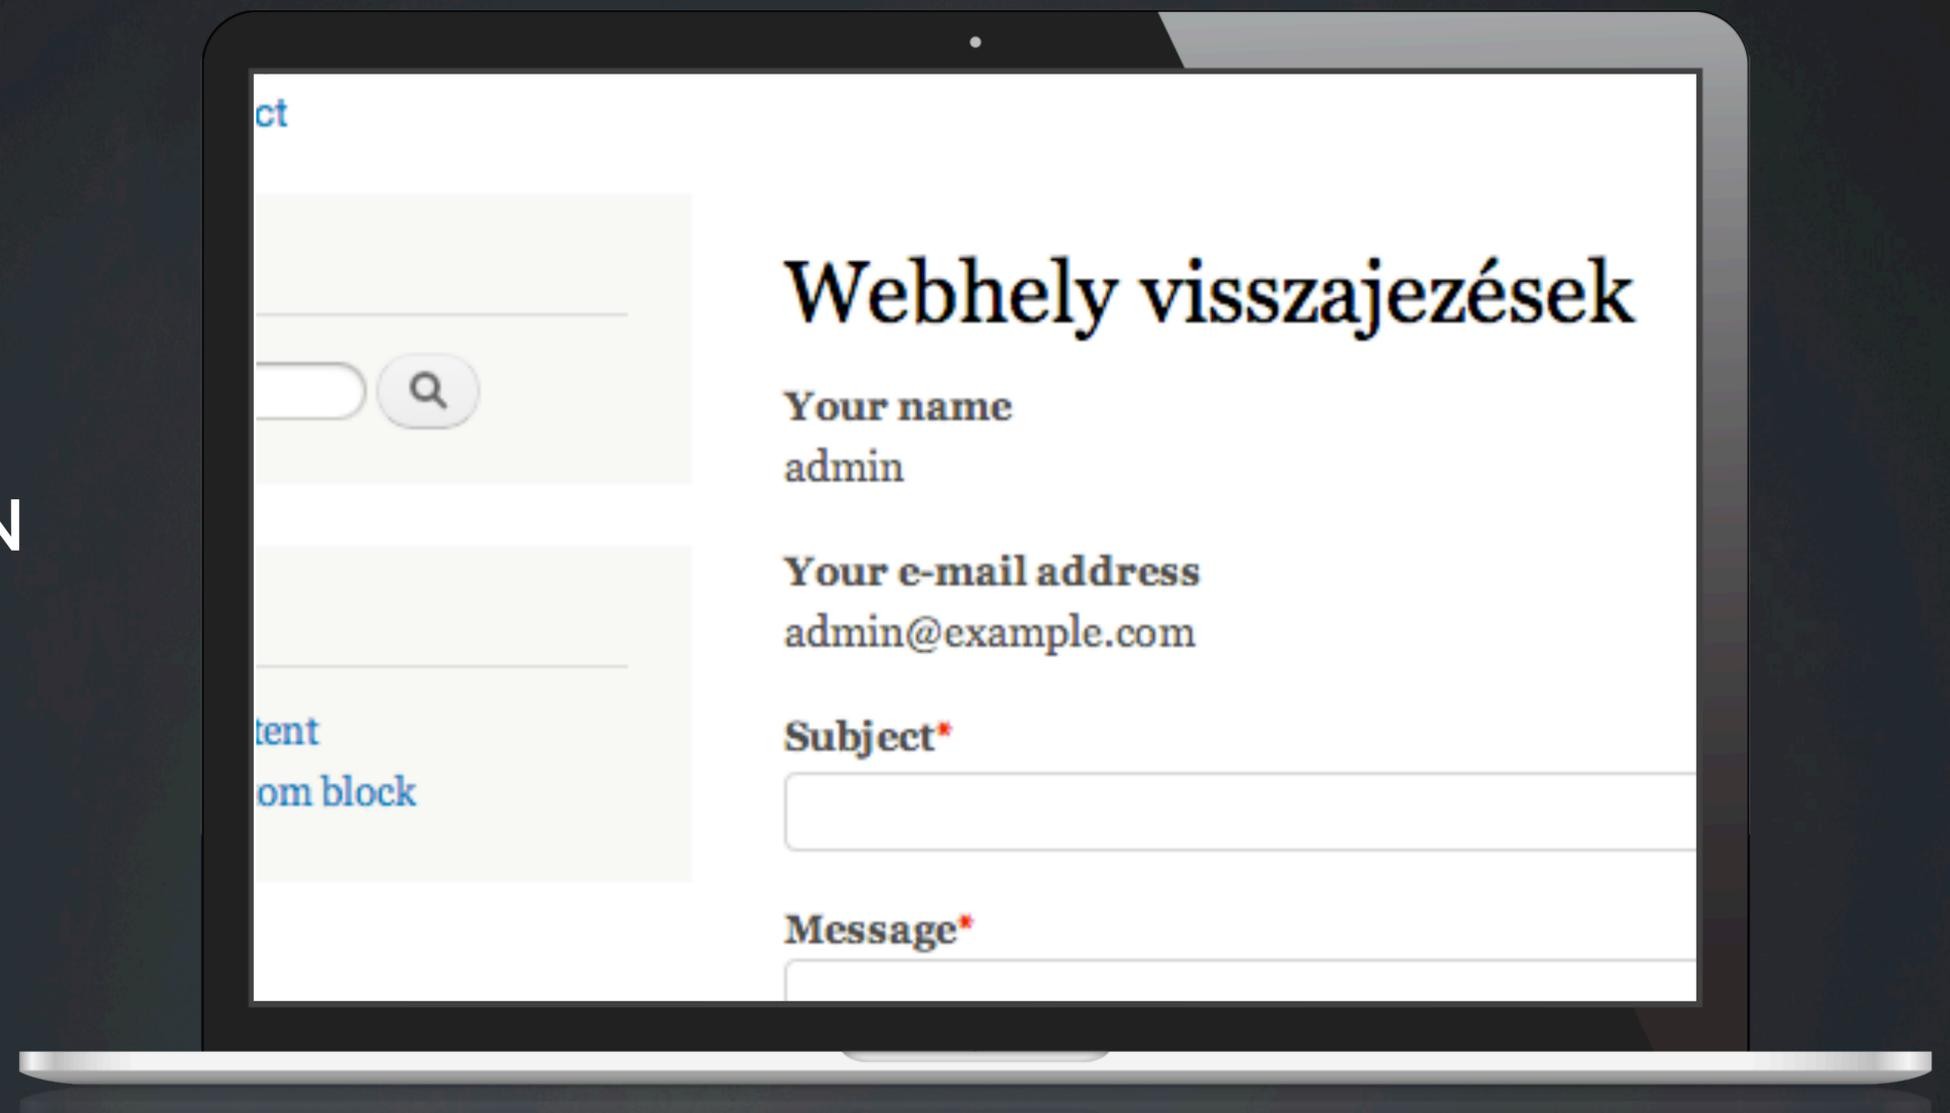 N
ct
tent
om block
Webhely visszajezések
Your name
admin
Your e-mail address
admin@example.com
Subject*
Message*